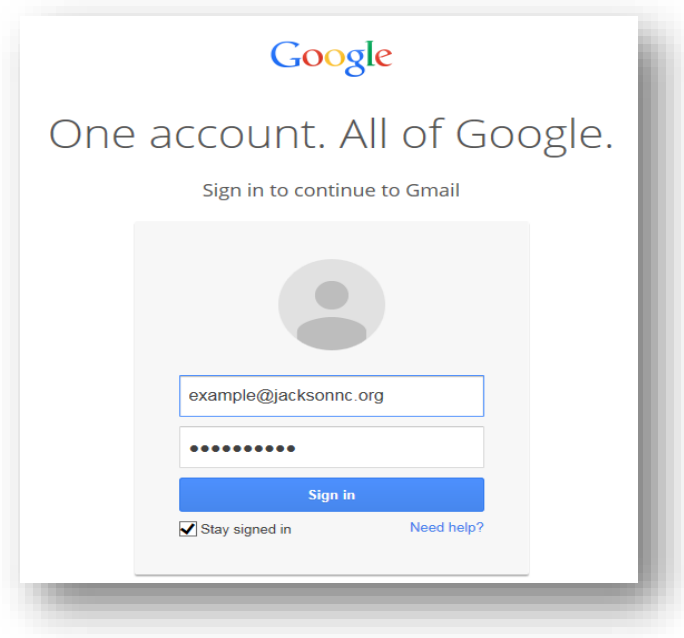 Google
One account. All of Google.
Sign in to continue to Gmail
example@jacksonnc.org
●●●●●●●●●●
Sign in
Stay signed in
Need help?